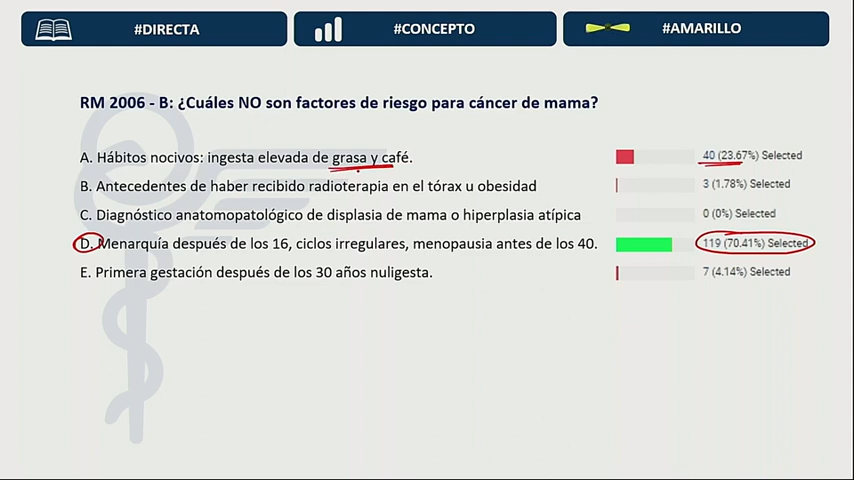 #DIRECTA
#CONCEPTO
#AMARILLO
RM 2006 - B: ¿Cuáles NO son factores de riesgo para cáncer de mama?
A. Hábitos nocivos: ingesta elevada de grasa y café.
40 (23.67%) Selected
B. Antecedentes de haber recibido radioterapia en el tórax u obesidad
3 (1.78%) Selected
C. Diagnóstico anatomopatológico de displasia de mama o hiperplasia atípica
0 (0%) Selected
D. Menarquía después de los 16, ciclos irregulares, menopausia antes de los 40.
119 (70.41%) Selected
E. Primera gestación después de los 30 años nuligesta.
7 (4.14%) Selected